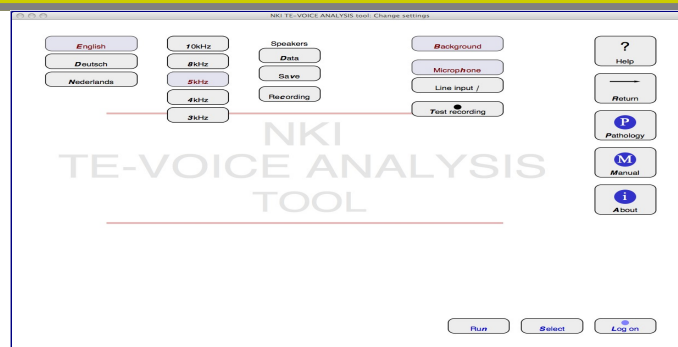 NKI TE-VOICE ANALYSIS tool: Change settings
English
Deutsch
Nederlands
10kHz
8kHz
5kHz
4kHz
3kHz
Speakers
Data
Save
Recording
Background
Microphone
Line input /
Test recording
?
Help
Return
P
Pathology
M
Manual
i
About
NKI
TE-VOICE ANALYSIS
TOOL
Run
Select
Log on